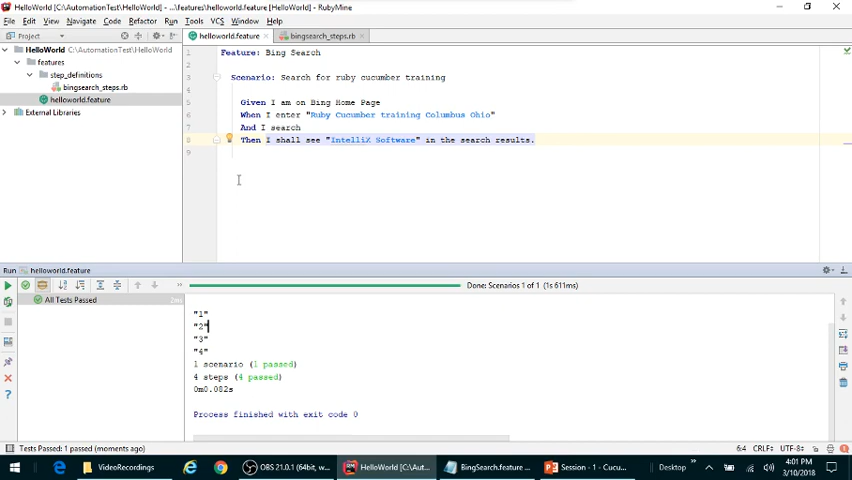 HelloWorld [C:\AutomationTest\HelloWorld] - ...\features\helloworld.feature [HelloWorld] - RubyMine
File Edit View Navigate Code Refactor Run Tools VCS Window Help
Project
helloworld.feature
bingsearch_steps.rb
HelloWorld C:\AutomationTest\HelloWorld
features
step_definitions
bingsearch_steps.rb
helloworld.feature
External Libraries
1 Feature: Bing Search
2
3 Scenario: Search for ruby cucumber training
4
5 Given I am on Bing Home Page
6 When I enter "Ruby Cucumber training Columbus Ohio"
7 And I search
8 Then I shall see "IntelliX Software" in the search results.
9
Run helloworld.feature
Done: Scenarios 1 of 1 (1s 611ms)
All Tests Passed 2ms
"1"
"2"
"3"
"4"
1 scenario (1 passed)
4 steps (4 passed)
0m0.082s
Process finished with exit code 0
Tests Passed: 1 passed (moments ago)
6:4 CRLF÷ UTF-8÷
VideoRecordings
OBS 21.0.1 (64bit, w...
HelloWorld [C:\Aut...
BingSearch.feature ...
Session - 1 - Cucu...
Desktop
4:01 PM
3/10/2018